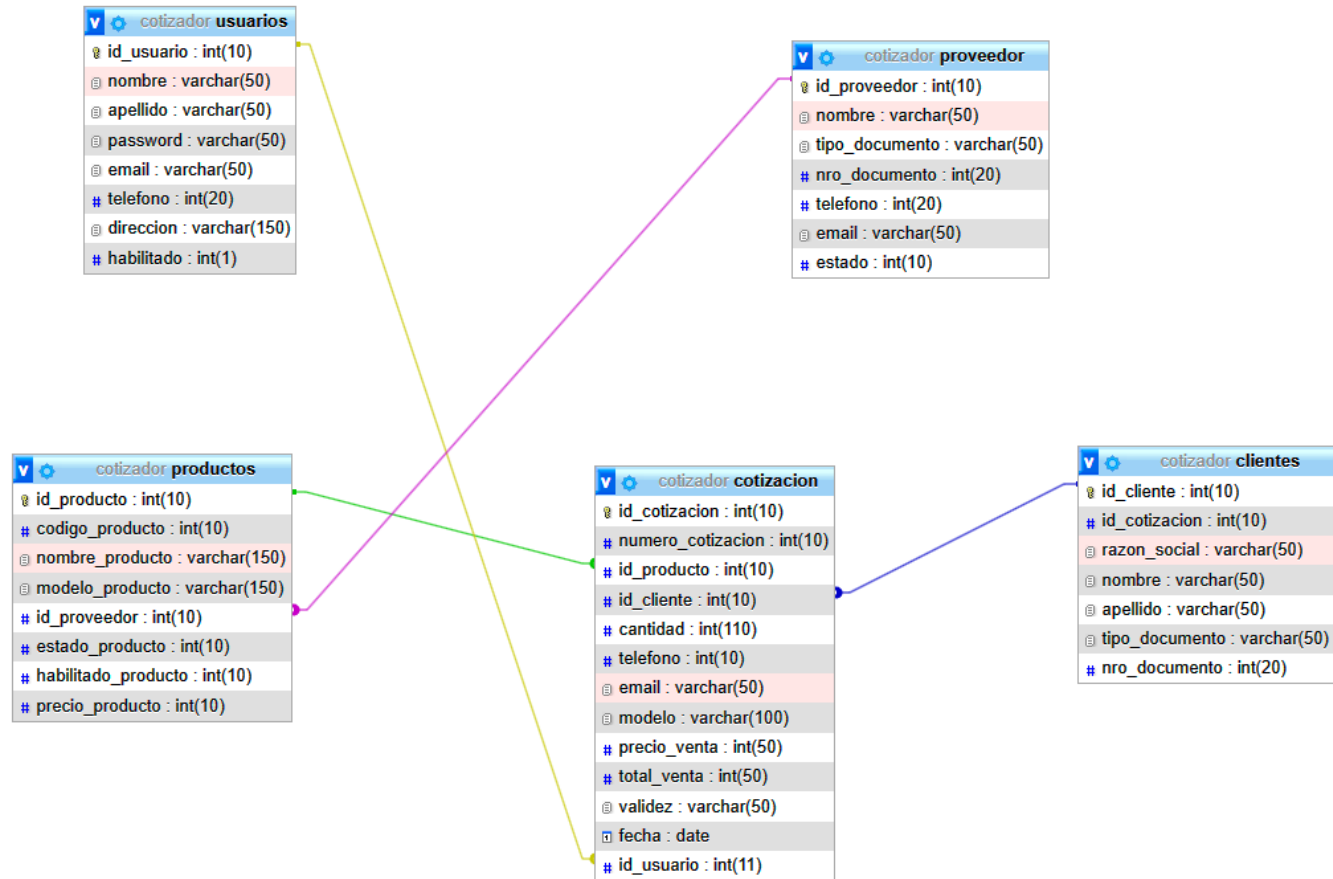 cotizador usuarios
id_usuario : int(10)
nombre : varchar(50)
apellido : varchar(50)
password : varchar(50)
email : varchar(50)
telefono : int(20)
direccion : varchar(150)
habilitado : int(1)
cotizador proveedor
id_proveedor : int(10)
nombre : varchar(50)
tipo_documento : varchar(50)
nro_documento : int(20)
telefono : int(20)
email : varchar(50)
estado : int(10)
cotizador productos
id_producto : int(10)
codigo_producto : int(10)
nombre_producto : varchar(150)
modelo_producto : varchar(150)
id_proveedor : int(10)
estado_producto : int(10)
habilitado_producto : int(10)
precio_producto : int(10)
cotizador cotizacion
id_cotizacion : int(10)
numero_cotizacion : int(10)
id_producto : int(10)
id_cliente : int(10)
cantidad : int(110)
telefono : int(10)
email : varchar(50)
modelo : varchar(100)
precio_venta : int(50)
total_venta : int(50)
validez : varchar(50)
fecha : date
id_usuario : int(11)
cotizador clientes
id_cliente : int(10)
id_cotizacion : int(10)
razon_social : varchar(50)
nombre : varchar(50)
apellido : varchar(50)
tipo_documento : varchar(50)
nro_documento : int(20)